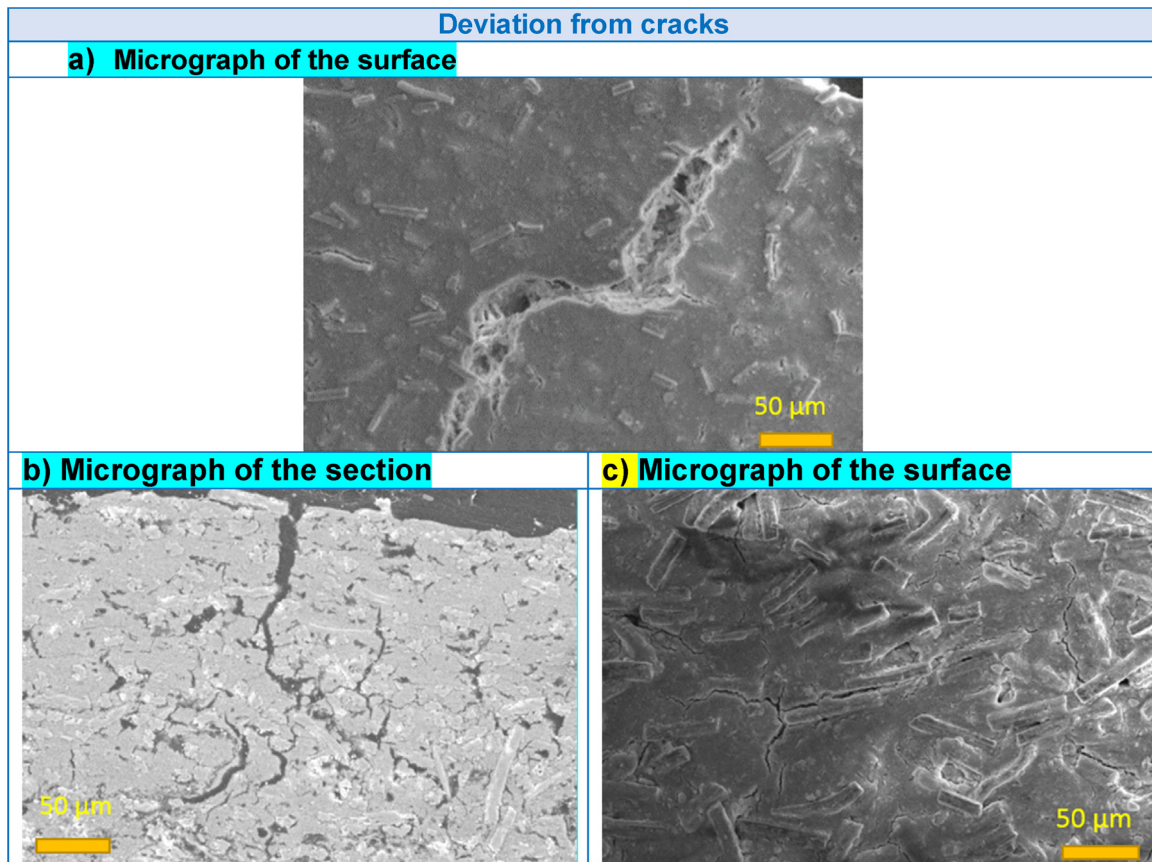 Deviation from cracks
a) Micrograph of the surface
50 µm
b) Micrograph of the section
c) Micrograph of the surface
50 µm
50 µm